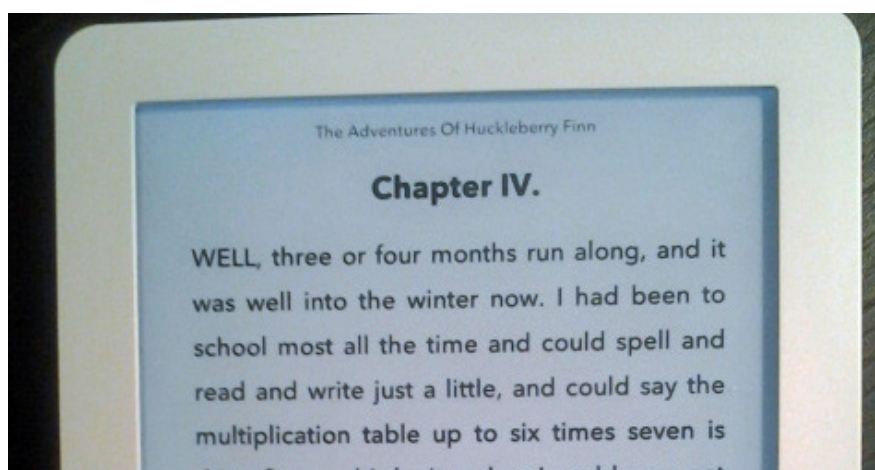 The Adventures Of Huckleberry Finn
Chapter IV.
WELL, three or four months run along, and it
was well into the winter now. I had been to
school most all the time and could spell and
read and write just a little, and could say the
multiplication table up to six times seven is